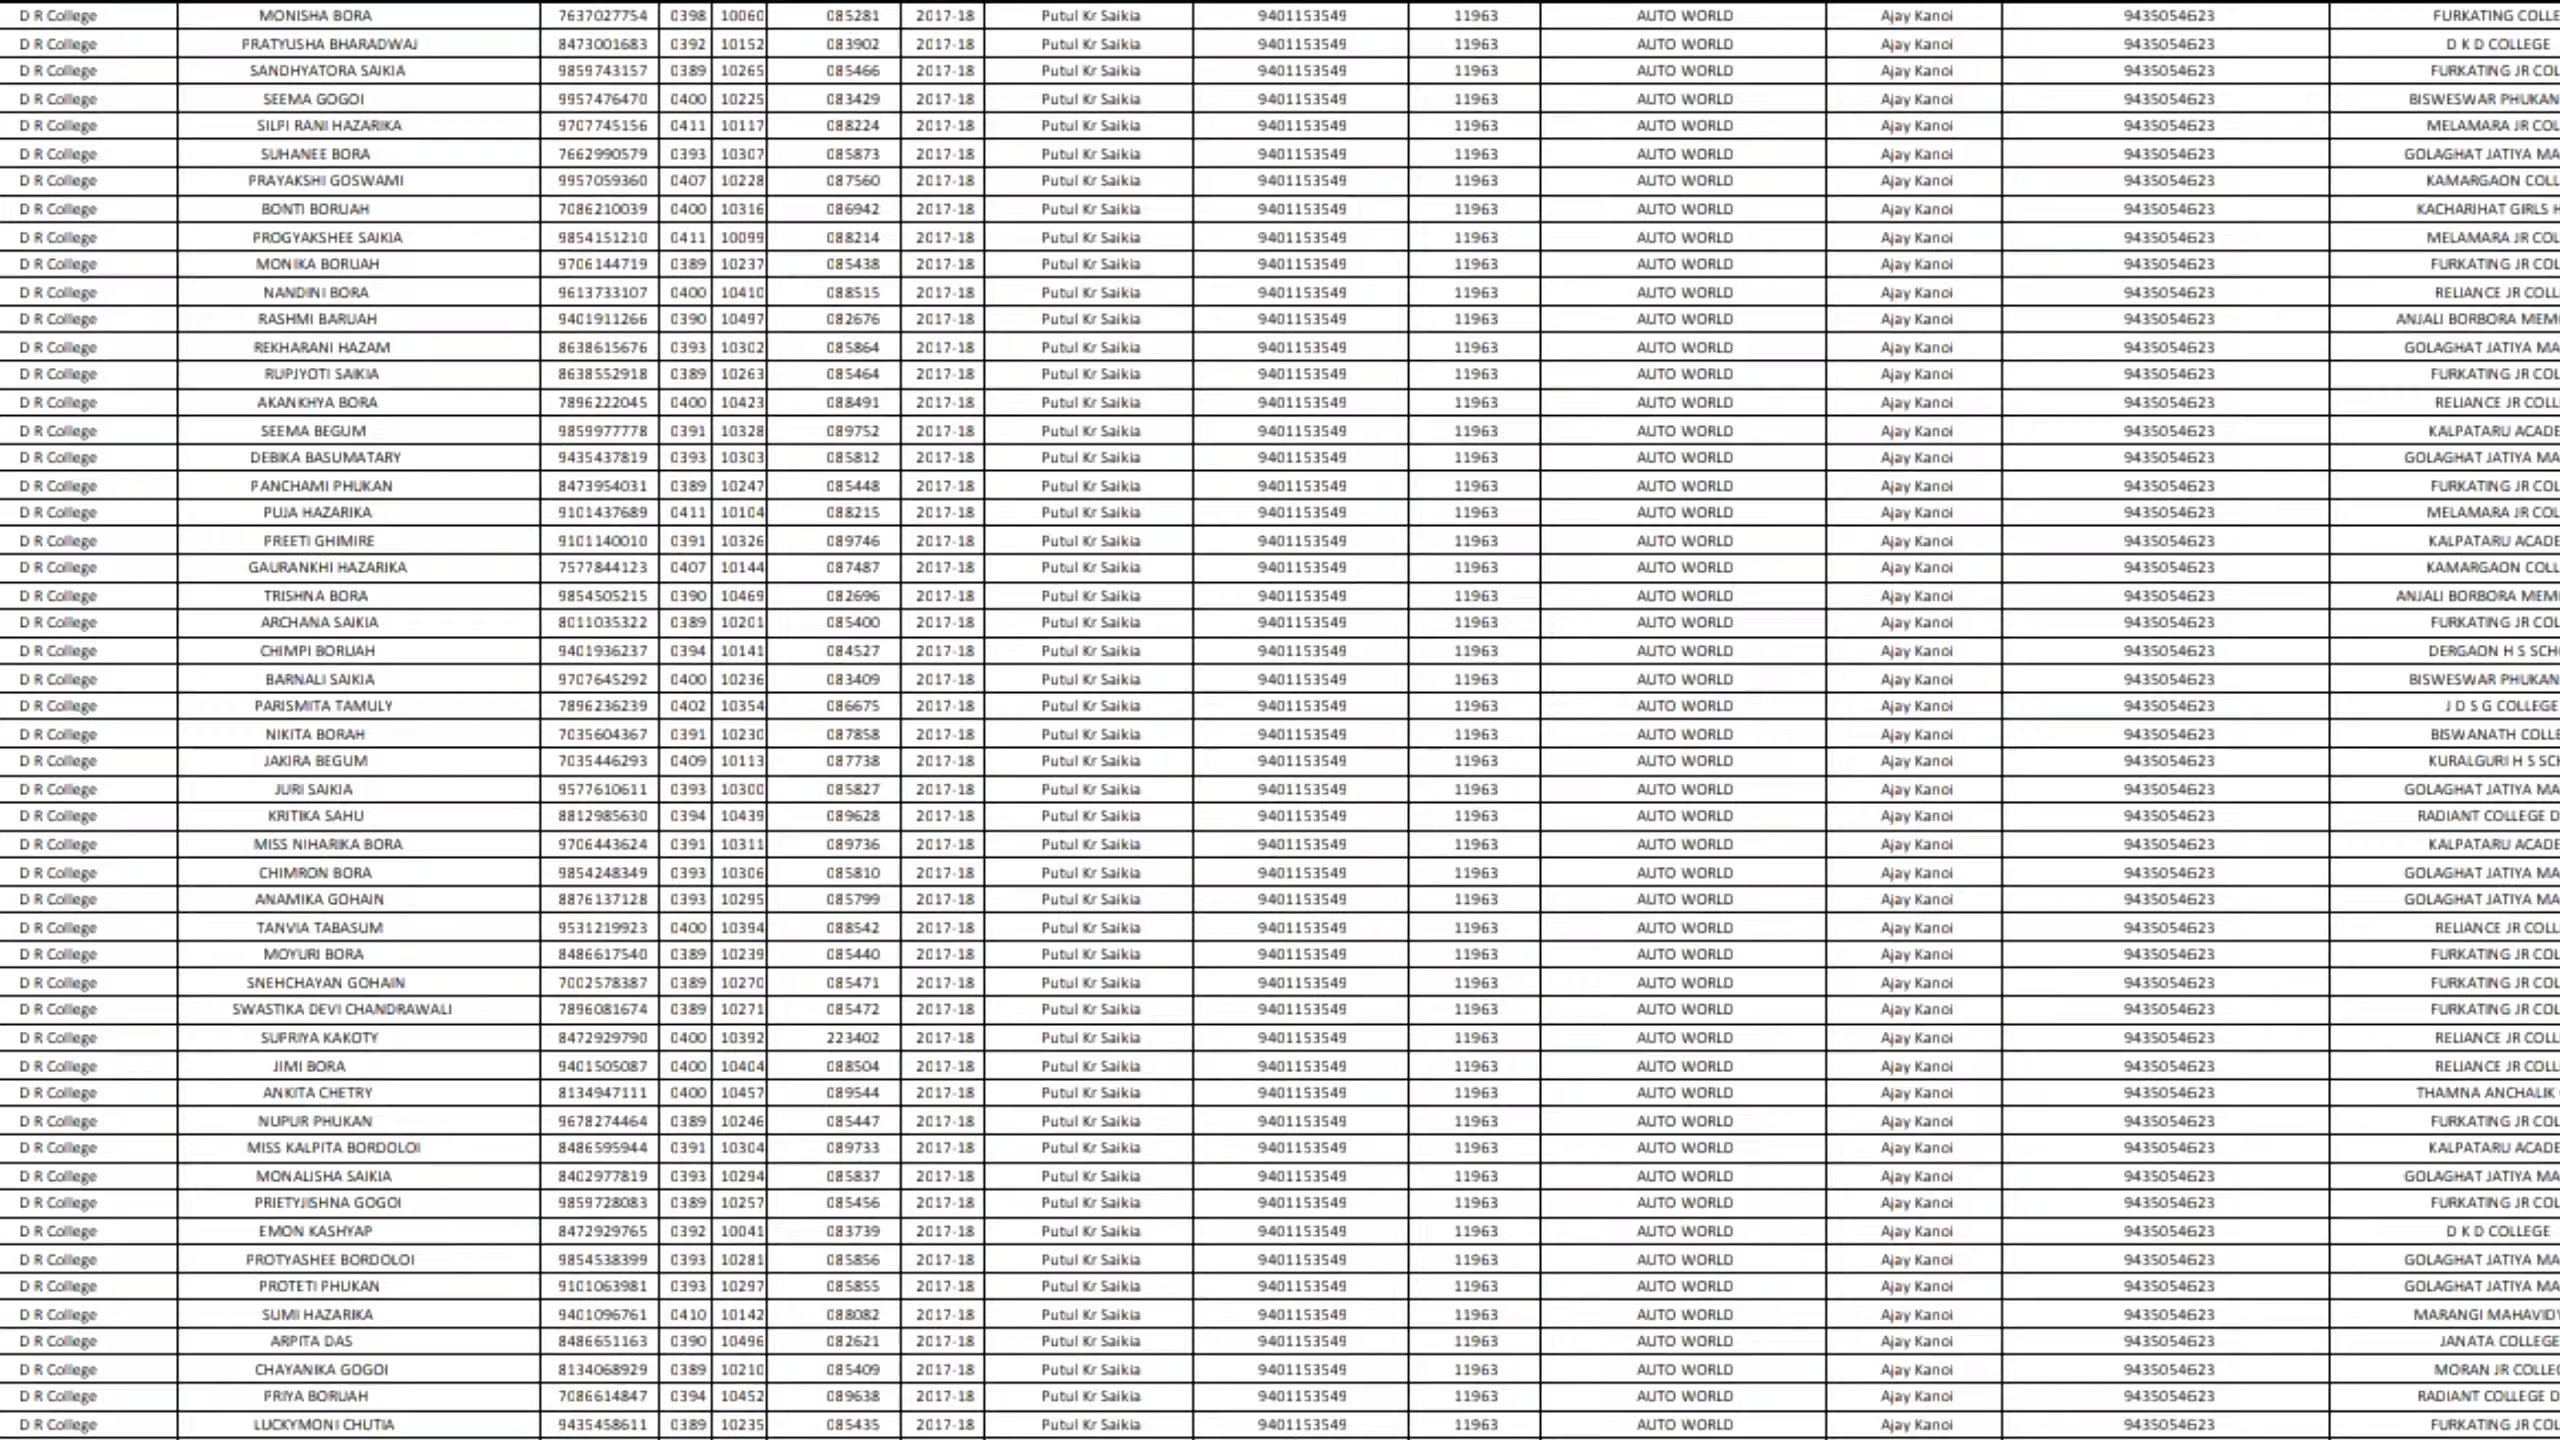 D R College MONISHA BORA 7637027754 0398 10060 085281 2017-18 Putul Kr Saikia 9401153549 11963 AUTO WORLD Ajay Kanoi 9435054623 FURKATING COLLE
D R College PRATYUSHA BHARADWAJ 8473001683 0392 10152 083902 2017-18 Putul Kr Saikia 9401153549 11963 AUTO WORLD Ajay Kanoi 9435054623 D K D COLLEGE
D R College SANDHYATORA SAIKIA 9859743157 0389 10265 085466 2017-18 Putul Kr Saikia 9401153549 11963 AUTO WORLD Ajay Kanoi 9435054623 FURKATING JR COL
D R College SEEMA GOGOI 9957476470 0400 10225 083429 2017-18 Putul Kr Saikia 9401153549 11963 AUTO WORLD Ajay Kanoi 9435054623 BISWESWAR PHUKAN
D R College SILPI RANI HAZARIKA 9707745156 0411 10117 088224 2017-18 Putul Kr Saikia 9401153549 11963 AUTO WORLD Ajay Kanoi 9435054623 MELAMARA JR COL
D R College SUHANEE BORA 7662990579 0393 10307 085873 2017-18 Putul Kr Saikia 9401153549 11963 AUTO WORLD Ajay Kanoi 9435054623 GOLAGHAT JATIYA MA
D R College PRAYAKSHI GOSWAMI 9957059360 0407 10228 087560 2017-18 Putul Kr Saikia 9401153549 11963 AUTO WORLD Ajay Kanoi 9435054623 KAMARGAON COLL
D R College BONTI BORUAH 7086210039 0400 10316 086942 2017-18 Putul Kr Saikia 9401153549 11963 AUTO WORLD Ajay Kanoi 9435054623 KACHARIHAT GIRLS H
D R College PROGYAKSHEE SAIKIA 9854151210 0411 10099 088214 2017-18 Putul Kr Saikia 9401153549 11963 AUTO WORLD Ajay Kanoi 9435054623 MELAMARA JR COL
D R College MONIKA BORUAH 9706144719 0389 10237 085438 2017-18 Putul Kr Saikia 9401153549 11963 AUTO WORLD Ajay Kanoi 9435054623 FURKATING JR COL
D R College NANDINI BORA 9613733107 0400 10410 088515 2017-18 Putul Kr Saikia 9401153549 11963 AUTO WORLD Ajay Kanoi 9435054623 RELIANCE JR COLL
D R College RASHMI BARUAH 9401911266 0390 10497 082676 2017-18 Putul Kr Saikia 9401153549 11963 AUTO WORLD Ajay Kanoi 9435054623 ANJALI BORBORA MEM
D R College REKHARANI HAZAM 8638615676 0393 10302 085864 2017-18 Putul Kr Saikia 9401153549 11963 AUTO WORLD Ajay Kanoi 9435054623 GOLAGHAT JATIYA MA
D R College RUPJYOTI SAIKIA 8638552918 0389 10263 085464 2017-18 Putul Kr Saikia 9401153549 11963 AUTO WORLD Ajay Kanoi 9435054623 FURKATING JR COL
D R College AKANKHYA BORA 7896222045 0400 10423 088491 2017-18 Putul Kr Saikia 9401153549 11963 AUTO WORLD Ajay Kanoi 9435054623 RELIANCE JR COLL
D R College SEEMA BEGUM 9859977778 0391 10328 089752 2017-18 Putul Kr Saikia 9401153549 11963 AUTO WORLD Ajay Kanoi 9435054623 KALPATARU ACADE
D R College DEBIKA BASUMATARY 9435437819 0393 10303 085812 2017-18 Putul Kr Saikia 9401153549 11963 AUTO WORLD Ajay Kanoi 9435054623 GOLAGHAT JATIYA MA
D R College PANCHAMI PHUKAN 8473954031 0389 10247 085448 2017-18 Putul Kr Saikia 9401153549 11963 AUTO WORLD Ajay Kanoi 9435054623 FURKATING JR COL
D R College PUJA HAZARIKA 9101437689 0411 10104 088215 2017-18 Putul Kr Saikia 9401153549 11963 AUTO WORLD Ajay Kanoi 9435054623 MELAMARA JR COL
D R College PREETI GHIMIRE 9101140010 0391 10326 089746 2017-18 Putul Kr Saikia 9401153549 11963 AUTO WORLD Ajay Kanoi 9435054623 KALPATARU ACADE
D R College GAURANKHI HAZARIKA 7577844123 0407 10144 087487 2017-18 Putul Kr Saikia 9401153549 11963 AUTO WORLD Ajay Kanoi 9435054623 KAMARGAON COLL
D R College TRISHNA BORA 9854505215 0390 10469 082696 2017-18 Putul Kr Saikia 9401153549 11963 AUTO WORLD Ajay Kanoi 9435054623 ANJALI BORBORA MEM
D R College ARCHANA SAIKIA 8011035322 0389 10201 085400 2017-18 Putul Kr Saikia 9401153549 11963 AUTO WORLD Ajay Kanoi 9435054623 FURKATING JR COL
D R College CHIMPI BORUAH 9401936237 0394 10141 084527 2017-18 Putul Kr Saikia 9401153549 11963 AUTO WORLD Ajay Kanoi 9435054623 DERGAON H S SCH
D R College BARNALI SAIKIA 9707645292 0400 10236 083409 2017-18 Putul Kr Saikia 9401153549 11963 AUTO WORLD Ajay Kanoi 9435054623 BISWESWAR PHUKAN
D R College PARISMITA TAMULY 7896236239 0402 10354 086675 2017-18 Putul Kr Saikia 9401153549 11963 AUTO WORLD Ajay Kanoi 9435054623 J D S G COLLEGE
D R College NIKITA BORAH 7035604367 0391 10230 087858 2017-18 Putul Kr Saikia 9401153549 11963 AUTO WORLD Ajay Kanoi 9435054623 BISWANATH COLLE
D R College JAKIRA BEGUM 7035446293 0409 10113 087738 2017-18 Putul Kr Saikia 9401153549 11963 AUTO WORLD Ajay Kanoi 9435054623 KURALGURI H S SCH
D R College JURI SAIKIA 9577610611 0393 10300 085827 2017-18 Putul Kr Saikia 9401153549 11963 AUTO WORLD Ajay Kanoi 9435054623 GOLAGHAT JATIYA MA
D R College KRITIKA SAHU 8812985630 0394 10439 089628 2017-18 Putul Kr Saikia 9401153549 11963 AUTO WORLD Ajay Kanoi 9435054623 RADIANT COLLEGE D
D R College MISS NIHARIKA BORA 9706443624 0391 10311 089736 2017-18 Putul Kr Saikia 9401153549 11963 AUTO WORLD Ajay Kanoi 9435054623 KALPATARU ACADE
D R College CHIMRON BORA 9854248349 0393 10306 085810 2017-18 Putul Kr Saikia 9401153549 11963 AUTO WORLD Ajay Kanoi 9435054623 GOLAGHAT JATIYA MA
D R College ANAMIKA GOHAIN 8876137128 0393 10295 085799 2017-18 Putul Kr Saikia 9401153549 11963 AUTO WORLD Ajay Kanoi 9435054623 GOLAGHAT JATIYA MA
D R College TANVIA TABASUM 9531219923 0400 10394 088542 2017-18 Putul Kr Saikia 9401153549 11963 AUTO WORLD Ajay Kanoi 9435054623 RELIANCE JR COLL
D R College MOYURI BORA 8486617540 0389 10239 085440 2017-18 Putul Kr Saikia 9401153549 11963 AUTO WORLD Ajay Kanoi 9435054623 FURKATING JR COL
D R College SNEHCHAYAN GOHAIN 7002578387 0389 10270 085471 2017-18 Putul Kr Saikia 9401153549 11963 AUTO WORLD Ajay Kanoi 9435054623 FURKATING JR COL
D R College SWASTIKA DEVI CHANDRAWALI 7896081674 0389 10271 085472 2017-18 Putul Kr Saikia 9401153549 11963 AUTO WORLD Ajay Kanoi 9435054623 FURKATING JR COL
D R College SUPRIYA KAKOTY 8472929790 0400 10392 223402 2017-18 Putul Kr Saikia 9401153549 11963 AUTO WORLD Ajay Kanoi 9435054623 RELIANCE JR COLL
D R College JIMI BORA 9401505087 0400 10404 088504 2017-18 Putul Kr Saikia 9401153549 11963 AUTO WORLD Ajay Kanoi 9435054623 RELIANCE JR COLL
D R College ANKITA CHETRY 8134947111 0400 10457 089544 2017-18 Putul Kr Saikia 9401153549 11963 AUTO WORLD Ajay Kanoi 9435054623 THAMNA ANCHALIK
D R College NUPUR PHUKAN 9678274464 0389 10246 085447 2017-18 Putul Kr Saikia 9401153549 11963 AUTO WORLD Ajay Kanoi 9435054623 FURKATING JR COL
D R College MISS KALPITA BORDOLOI 8486595944 0391 10304 089733 2017-18 Putul Kr Saikia 9401153549 11963 AUTO WORLD Ajay Kanoi 9435054623 KALPATARU ACADE
D R College MONALISHA SAIKIA 8402977819 0393 10294 085837 2017-18 Putul Kr Saikia 9401153549 11963 AUTO WORLD Ajay Kanoi 9435054623 GOLAGHAT JATIYA MA
D R College PRIETYJISHNA GOGOI 9859728083 0389 10257 085456 2017-18 Putul Kr Saikia 9401153549 11963 AUTO WORLD Ajay Kanoi 9435054623 FURKATING JR COL
D R College EMON KASHYAP 8472929765 0392 10041 083739 2017-18 Putul Kr Saikia 9401153549 11963 AUTO WORLD Ajay Kanoi 9435054623 D K D COLLEGE
D R College PROTYASHEE BORDOLOI 9854538399 0393 10281 085856 2017-18 Putul Kr Saikia 9401153549 11963 AUTO WORLD Ajay Kanoi 9435054623 GOLAGHAT JATIYA MA
D R College PROTETI PHUKAN 9101063981 0393 10297 085855 2017-18 Putul Kr Saikia 9401153549 11963 AUTO WORLD Ajay Kanoi 9435054623 GOLAGHAT JATIYA MA
D R College SUMI HAZARIKA 9401096761 0410 10142 088082 2017-18 Putul Kr Saikia 9401153549 11963 AUTO WORLD Ajay Kanoi 9435054623 MARANGI MAHAVIDY
D R College ARPITA DAS 8486651163 0390 10496 082621 2017-18 Putul Kr Saikia 9401153549 11963 AUTO WORLD Ajay Kanoi 9435054623 JANATA COLLEGE
D R College CHAYANIKA GOGOI 8134068929 0389 10210 085409 2017-18 Putul Kr Saikia 9401153549 11963 AUTO WORLD Ajay Kanoi 9435054623 MORAN JR COLLEG
D R College PRIYA BORUAH 7086614847 0394 10452 089638 2017-18 Putul Kr Saikia 9401153549 11963 AUTO WORLD Ajay Kanoi 9435054623 RADIANT COLLEGE D
D R College LUCKYMONI CHUTIA 9435458611 0389 10235 085435 2017-18 Putul Kr Saikia 9401153549 11963 AUTO WORLD Ajay Kanoi 9435054623 FURKATING JR COL